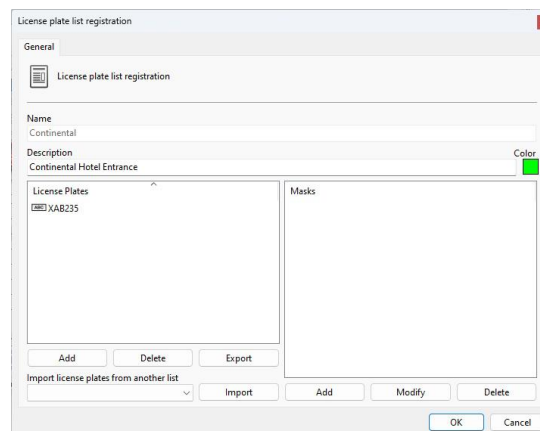 License plate list registration
General
License plate list registration
Name
Continental
Description
Color
Continental Hotel Entrance
License Plates
Masks
ABC XAB235
Add
Delete
Export
Import license plates from another list
Import
Add
Modify
Delete
OK
Cancel